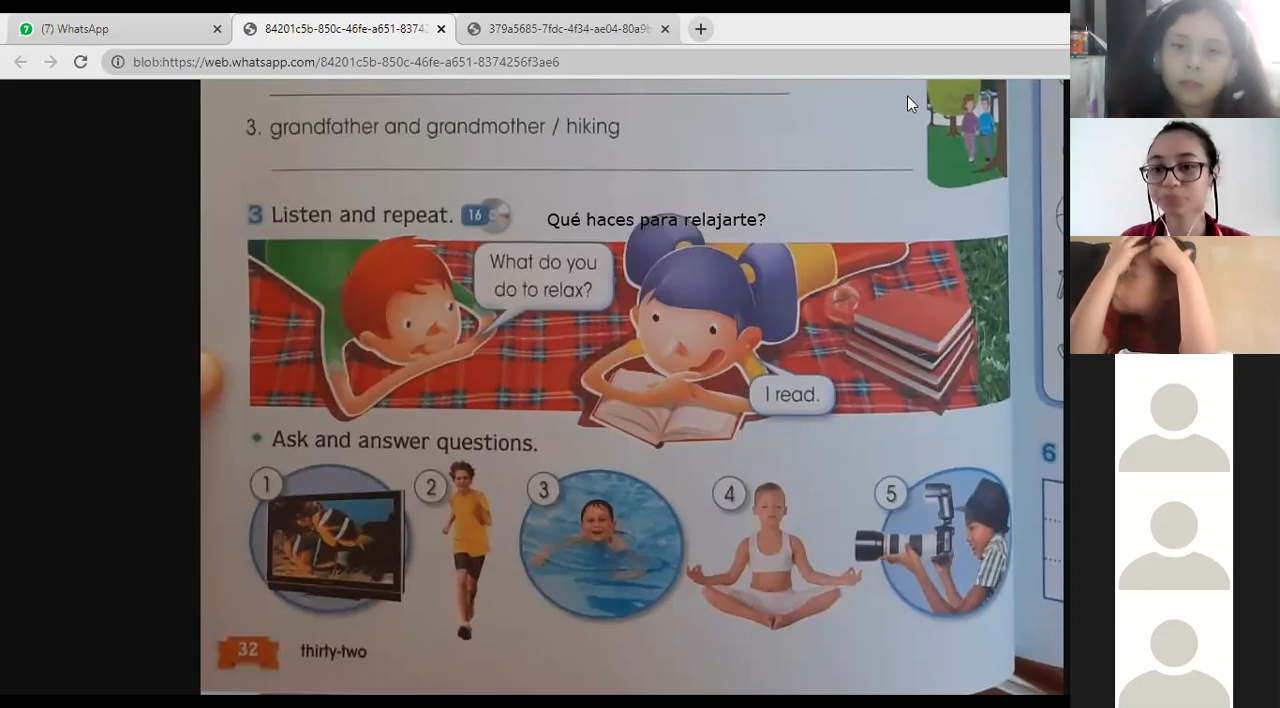 (7) WhatsApp
84201c5b-850c-46fe-a651-83742
379a5685-7fdc-4f34-ae04-80a9b
blob:https://web.whatsapp.com/84201c5b-850c-46fe-a651-8374256f3ae6
3. grandfather and grandmother / hiking
3 Listen and repeat. 16
Qué haces para relajarte?
What do you
do to relax?
I read.
Ask and answer questions.
1
2
3
4
5
6
32 thirty-two